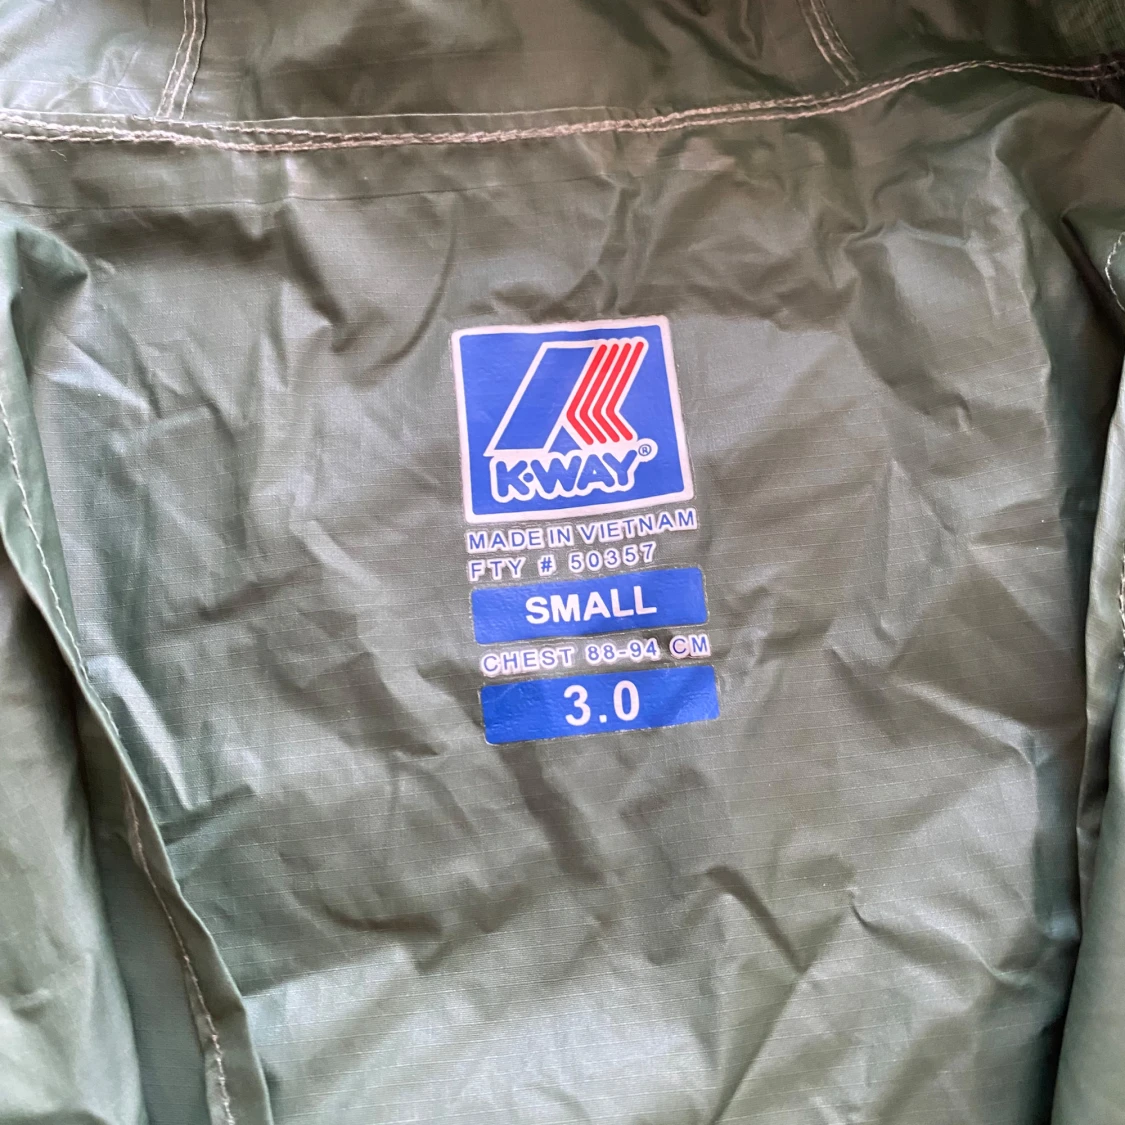 K·WAY®
MADE IN VIETNAM
FTY # 50357
SMALL
CHEST 88-94 CM
3.0